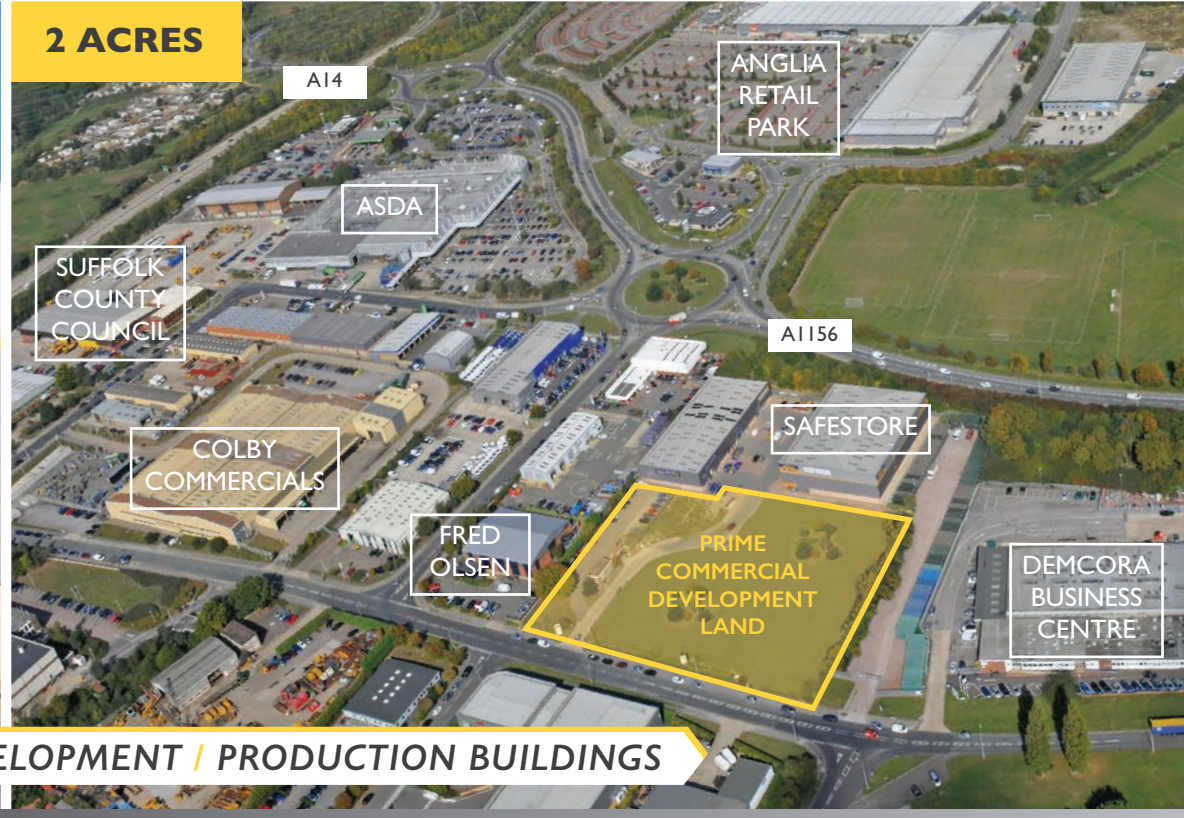 2 ACRES
A14
ANGLIA
RETAIL
PARK
ASDA
SUFFOLK
COUNTY
COUNCIL
A1156
SAFESTORE
COLBY
COMMERCIALS
FRED
OLSEN
PRIME
COMMERCIAL
DEVELOPMENT
LAND
DEMCORA
BUSINESS
CENTRE
ELOPMENT / PRODUCTION BUILDINGS